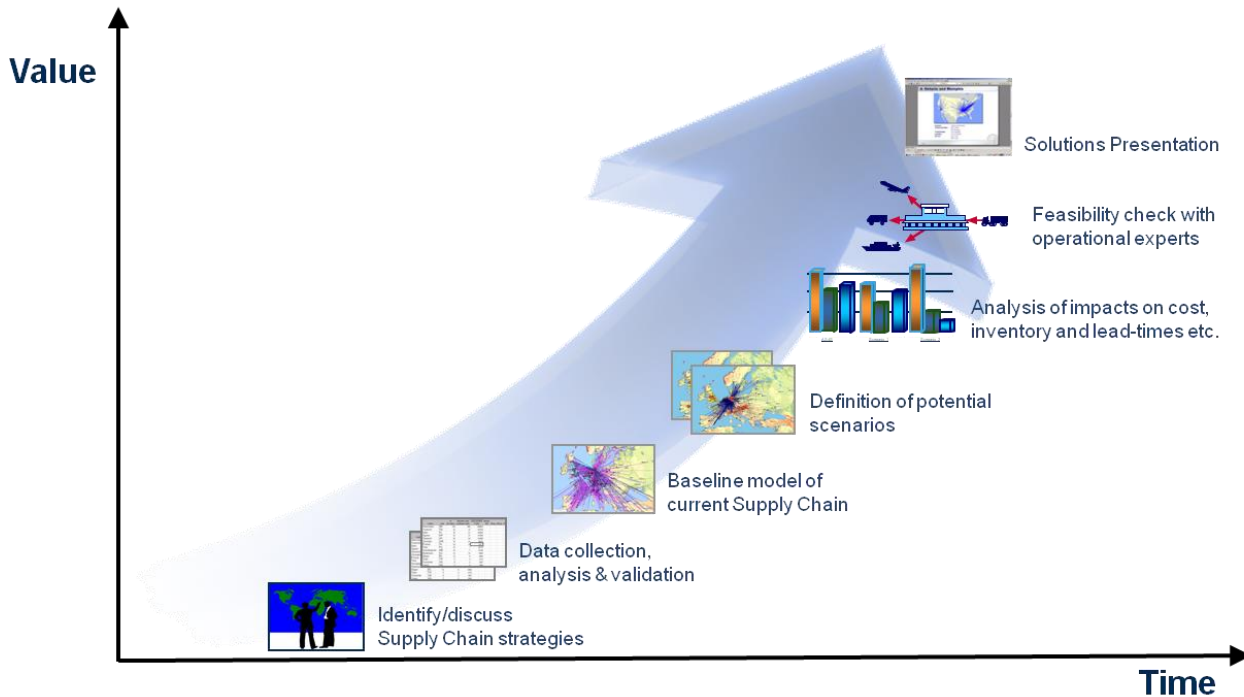 Value
Solutions Presentation
Feasibility check with
operational experts
Analysis of impacts on cost,
inventory and lead-times etc.
Definition of potential
scenarios
Baseline model of
current Supply Chain
Data collection,
analysis & validation
Identify/discuss
Supply Chain strategies
Time